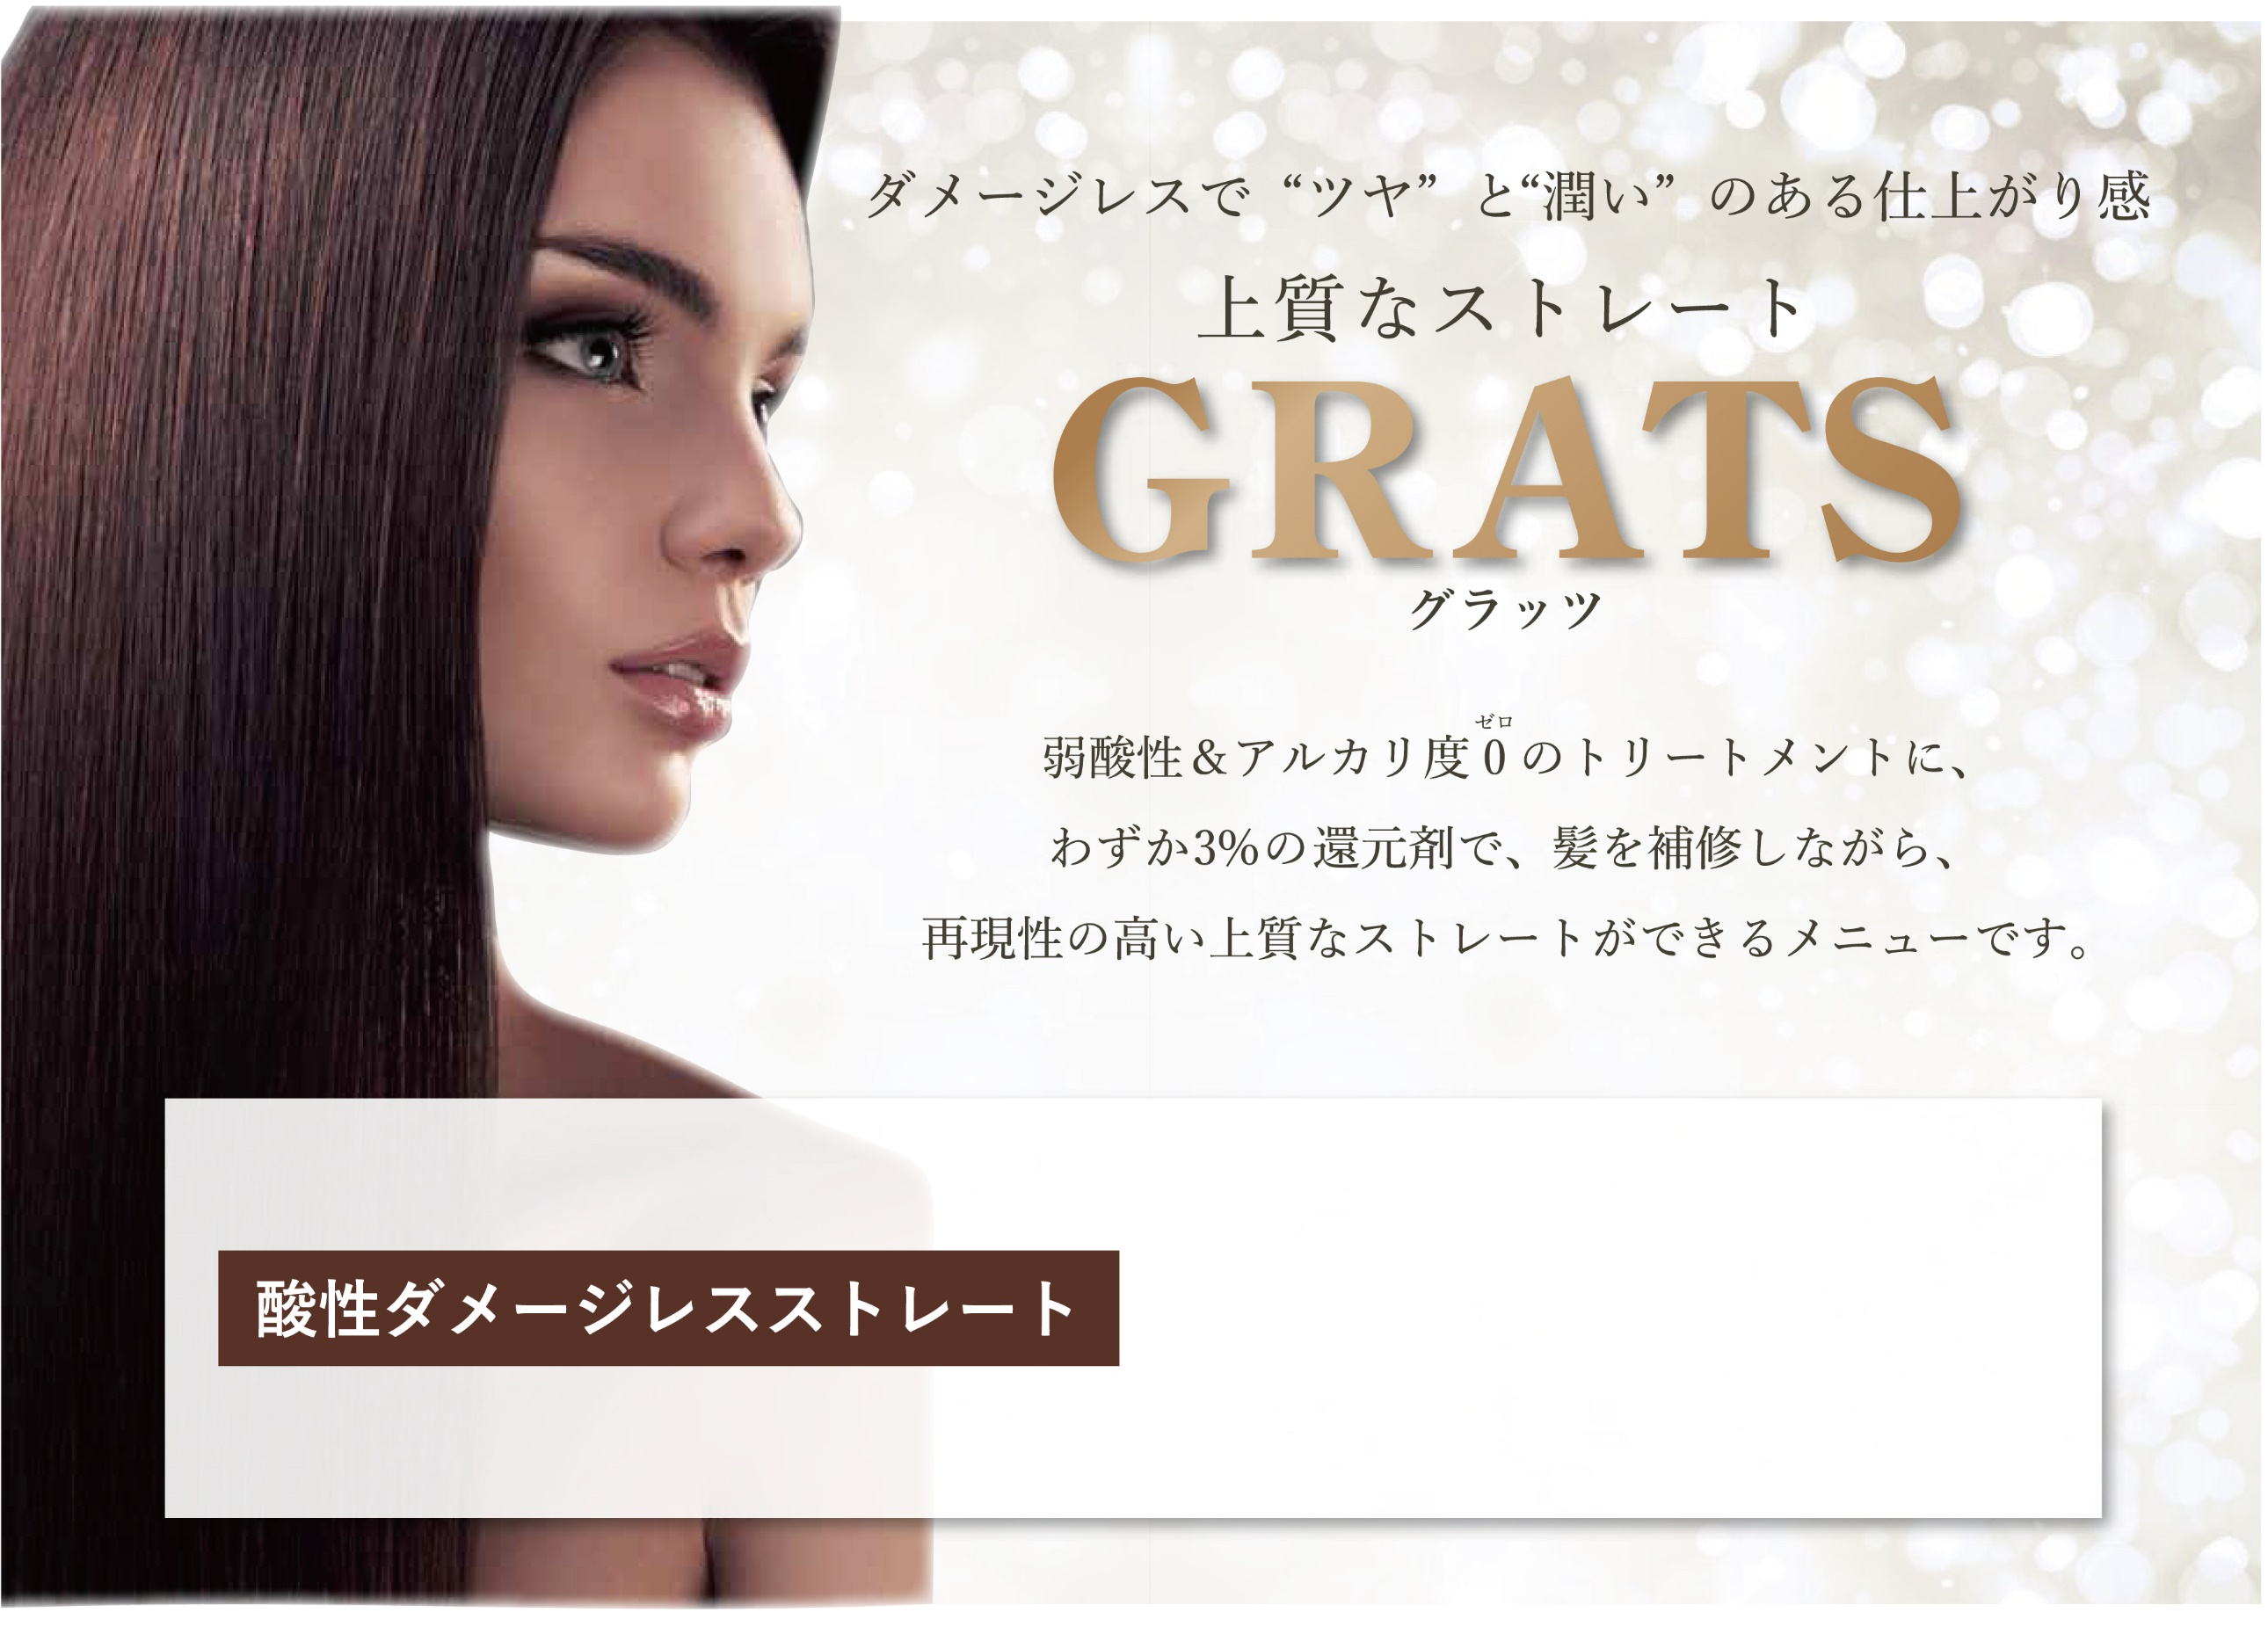 ダメージレスで“ツヤ”と“潤い”のある仕上がり感
上質なストレート
GRATS
グラッツ
ゼロ
弱酸性＆アルカリ度0のトリートメントに、
わずか3%の還元剤で、髪を補修しながら、
再現性の高い上質なストレートができるメニューです。
酸性ダメージレスストレート